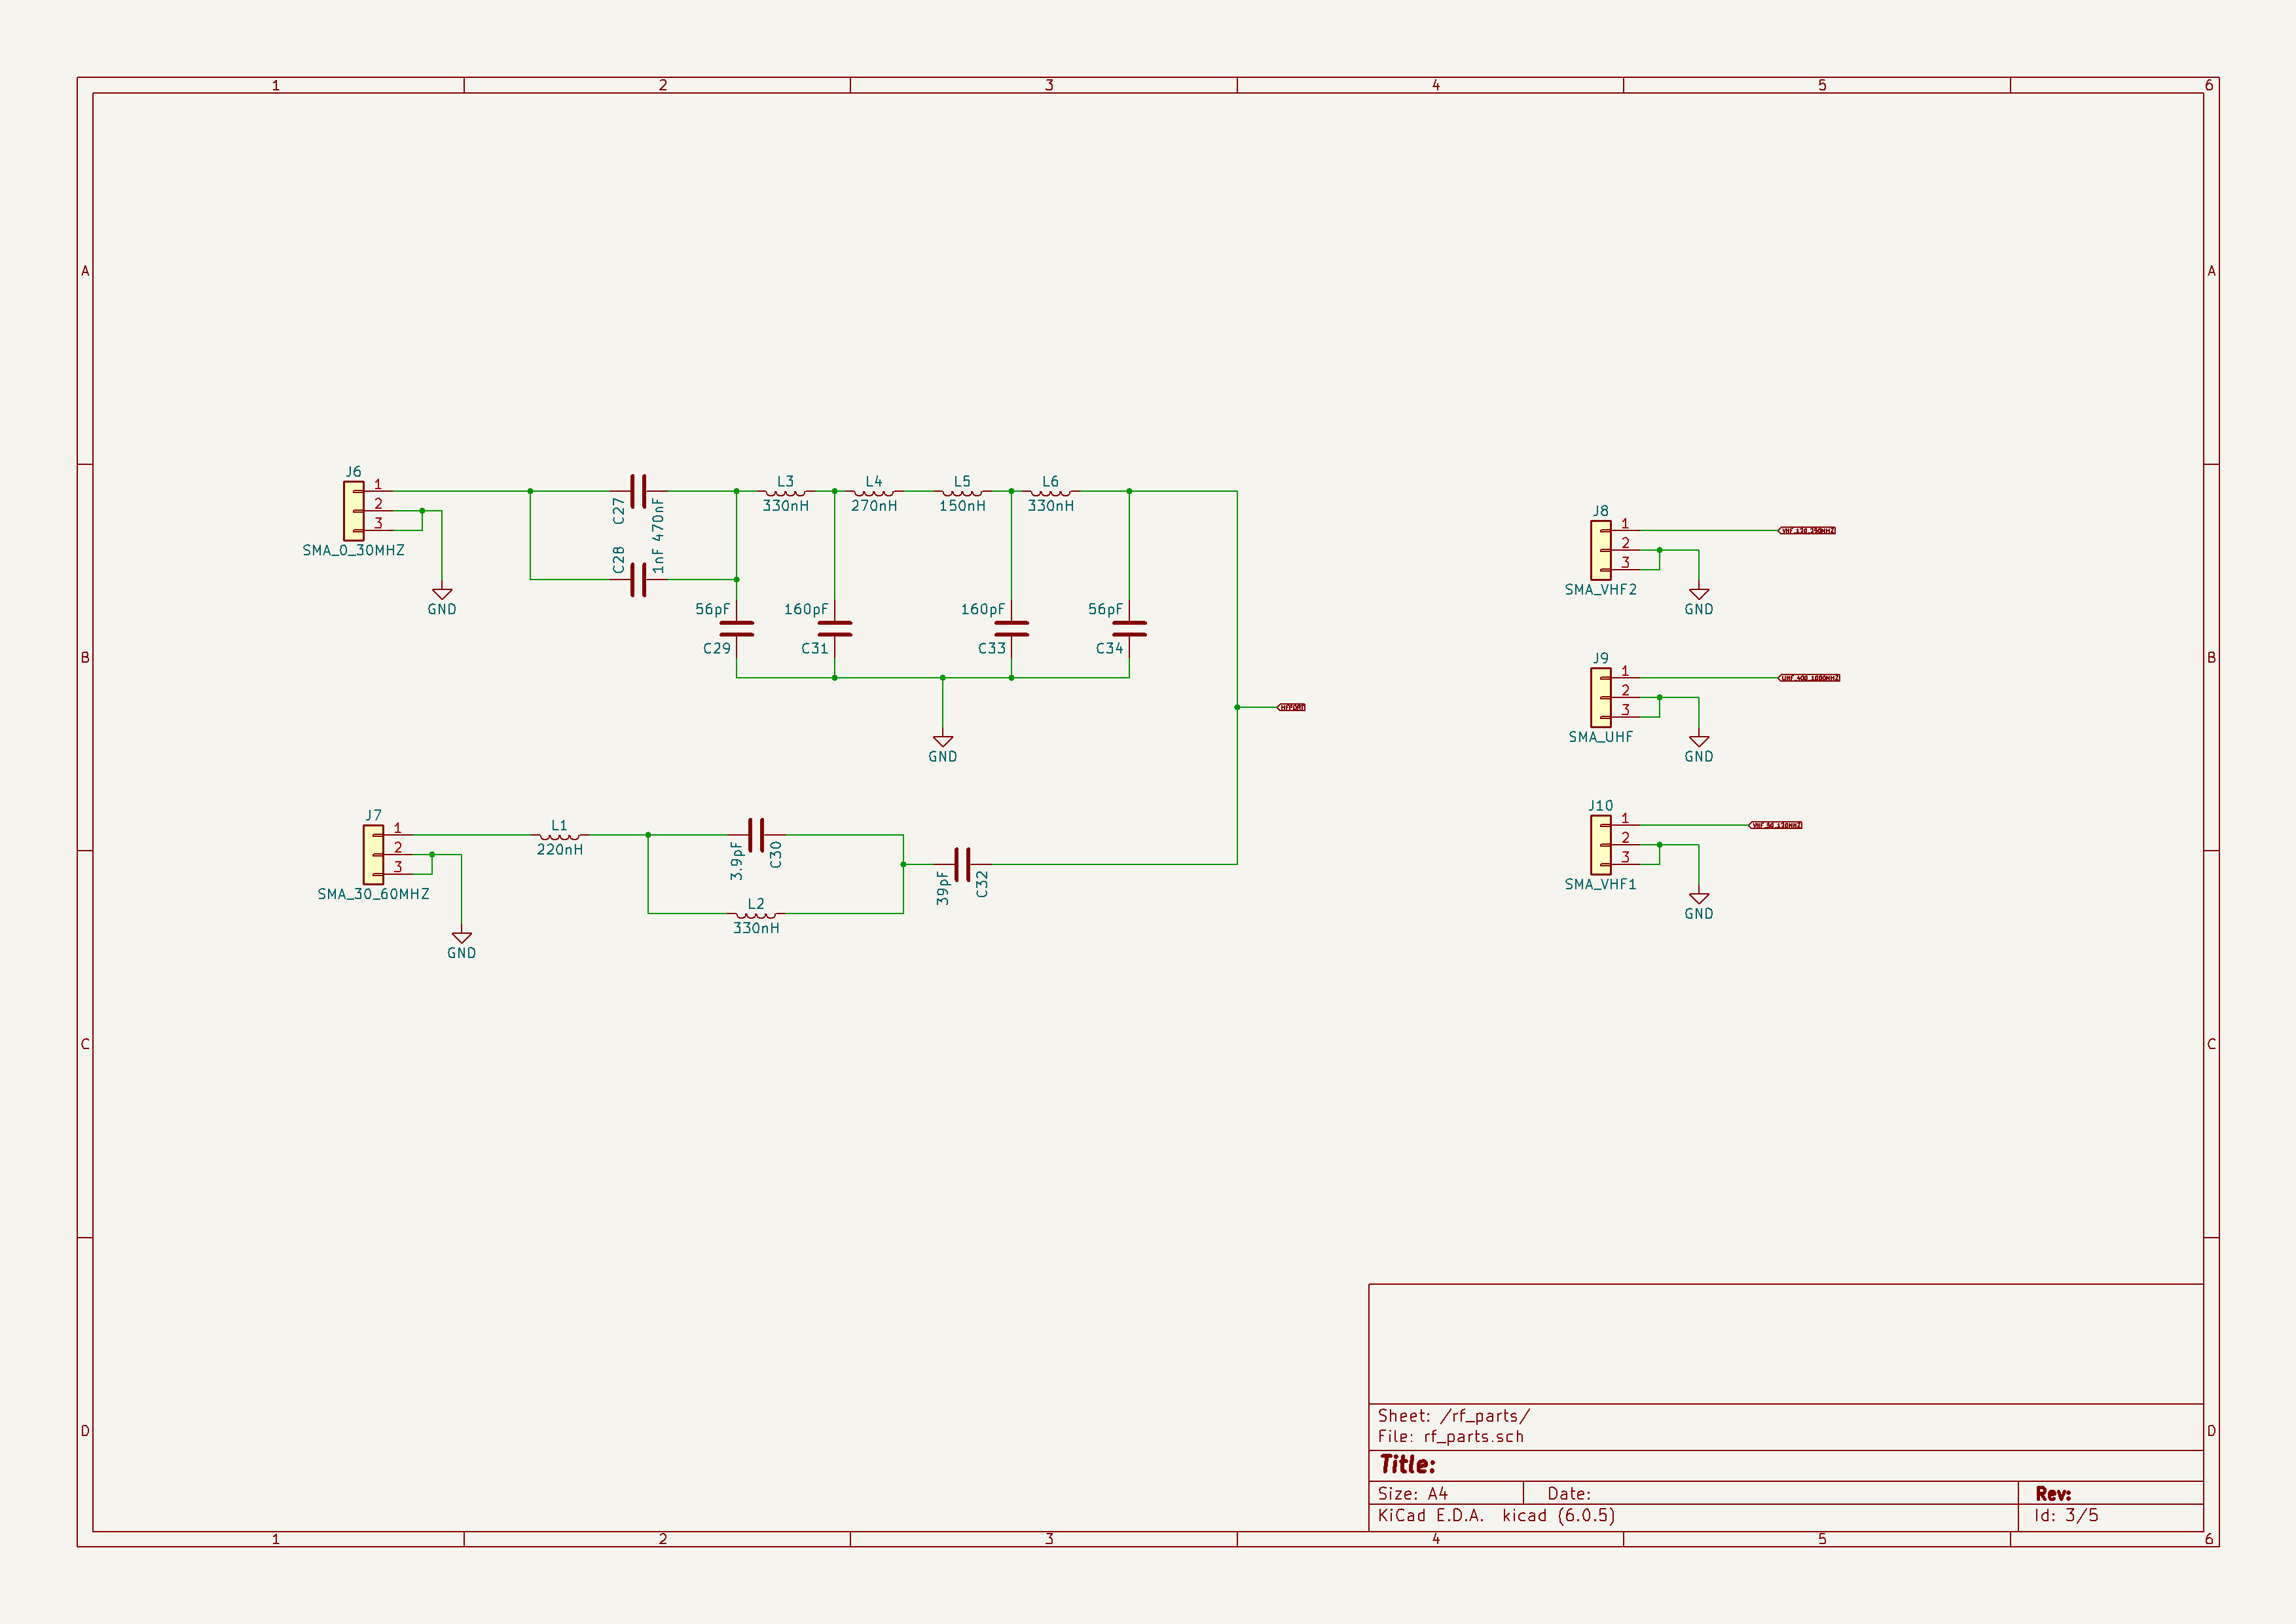 1 2 3 4 5 6
A A
J6
1
2
3
SMA_0_30MHZ
GND
C27
470nF
C28
1nF
L3
330nH
L4
270nH
L5
150nH
L6
330nH
56pF
C29
160pF
C31
160pF
C33
56pF
C34
GND
J8
1
2
3
SMA_VHF2
GND
B B
J9
1
2
3
SMA_UHF
GND
J7
1
2
3
SMA_30_60MHZ
GND
L1
220nH
3.9pF
C30
L2
330nH
39pF
C32
J10
1
2
3
SMA_VHF1
GND
C C
D D
Sheet: /rf_parts/
File: rf_parts.sch
Title:
Size: A4 Date: Rev:
KiCad E.D.A. kicad (6.0.5) Id: 3/5
1 2 3 4 5 6